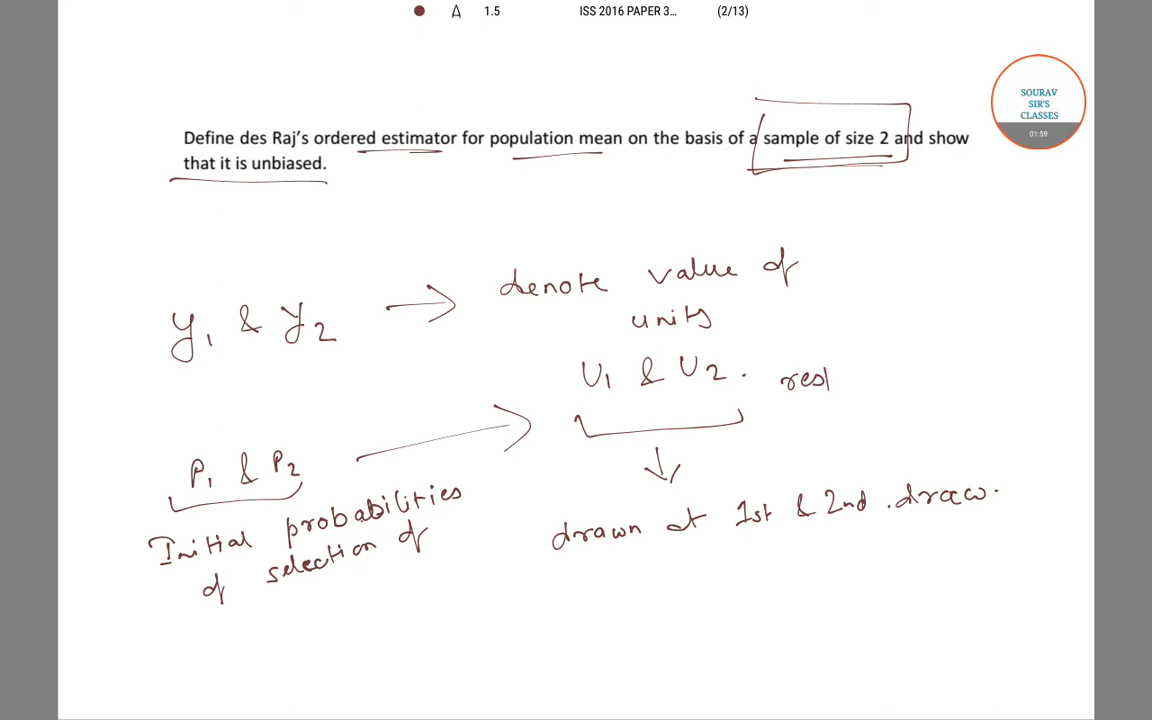 1.5 ISS 2016 PAPER 3... (2/13)
SOURAV
SIR'S
CLASSES
01:59
Define des Raj's ordered estimator for population mean on the basis of a sample of size 2 and show
that it is unbiased.
y1 & y2 → denote value of
units
U1 & U2. resl
P1 & P2
Initial probabilities
of selection of
drawn at 1st & 2nd .draw.